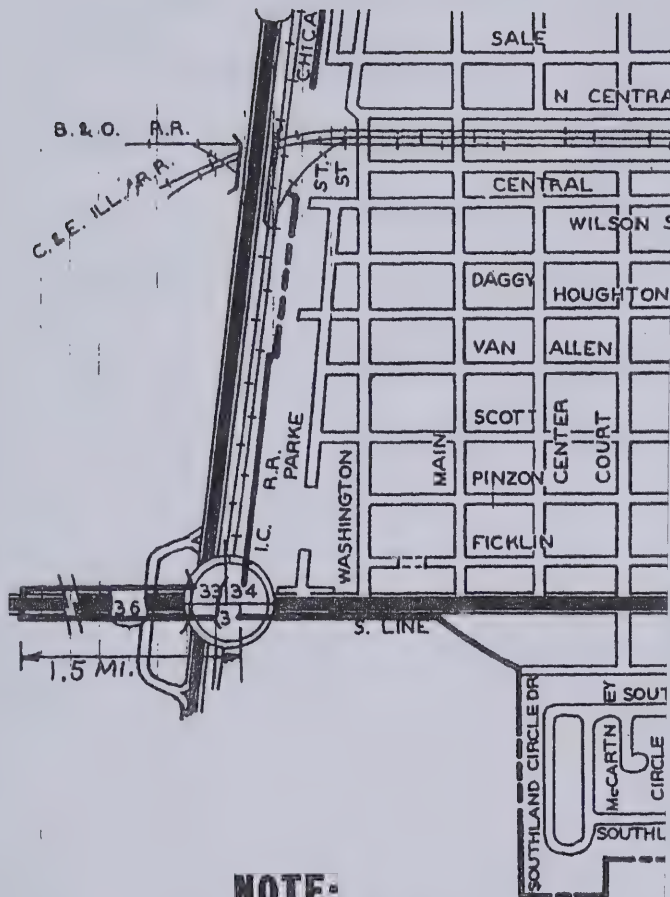 SALE
CHICA
N CENTRA
B. & O. R.R.
C. & E. ILL. R.R.
ST.
ST
CENTRAL
WILSON S
DAGGY
HOUGHTON
VAN ALLEN
SCOTT
R.R.
PARKE
MAIN
CENTER
COURT
PINZON
WASHINGTON
I.C.
FICKLIN
33 34
3
36
S. LINE
1.5 MI.
SOUTHLAND CIRCLE DR
EY SOUT
McCARTN
CIRCLE
SOUTHL
NOTE: